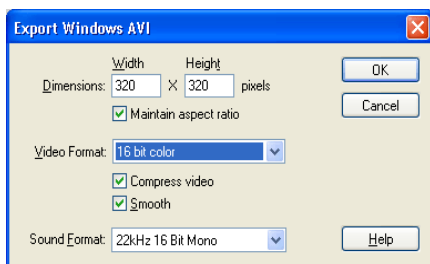 Export Windows AVI
Width Height
Dimensions: 320 X 320 pixels
OK
Maintain aspect ratio
Cancel
Video Format: 16 bit color
Compress video
Smooth
Sound Format: 22kHz 16 Bit Mono
Help